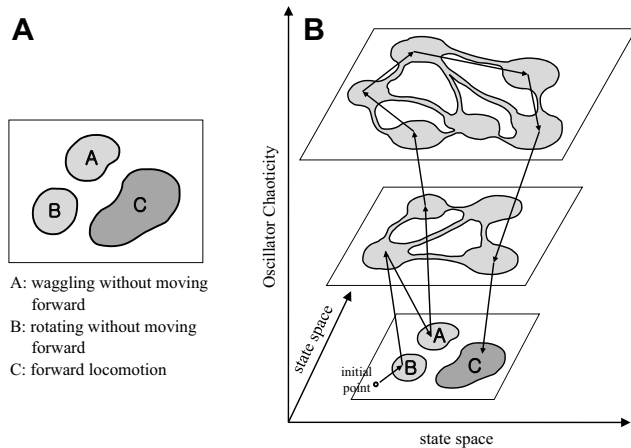 A
B
A
B
C
A: waggling without moving
forward
B: rotating without moving
forward
C: forward locomotion
Oscillator Chaoticity
state space
initial
point
A
B
C
state space